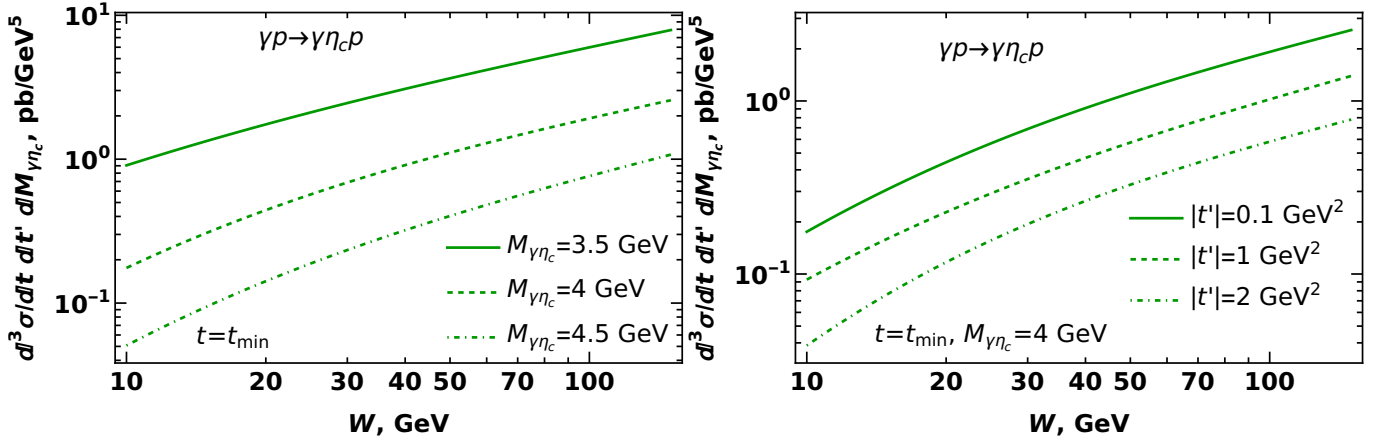 d³σ/dt dt' dM_γη_c, pb/GeV⁵
10¹
10⁰
10⁻¹
γp→γη_c p
M_γη_c=3.5 GeV
M_γη_c=4 GeV
M_γη_c=4.5 GeV
t=t_min
10 20 30 40 50 70 100
W, GeV
d³σ/dt dt' dM_γη_c, pb/GeV⁵
10⁰
10⁻¹
γp→γη_c p
|t'|=0.1 GeV²
|t'|=1 GeV²
|t'|=2 GeV²
t=t_min, M_γη_c=4 GeV
10 20 30 40 50 70 100
W, GeV